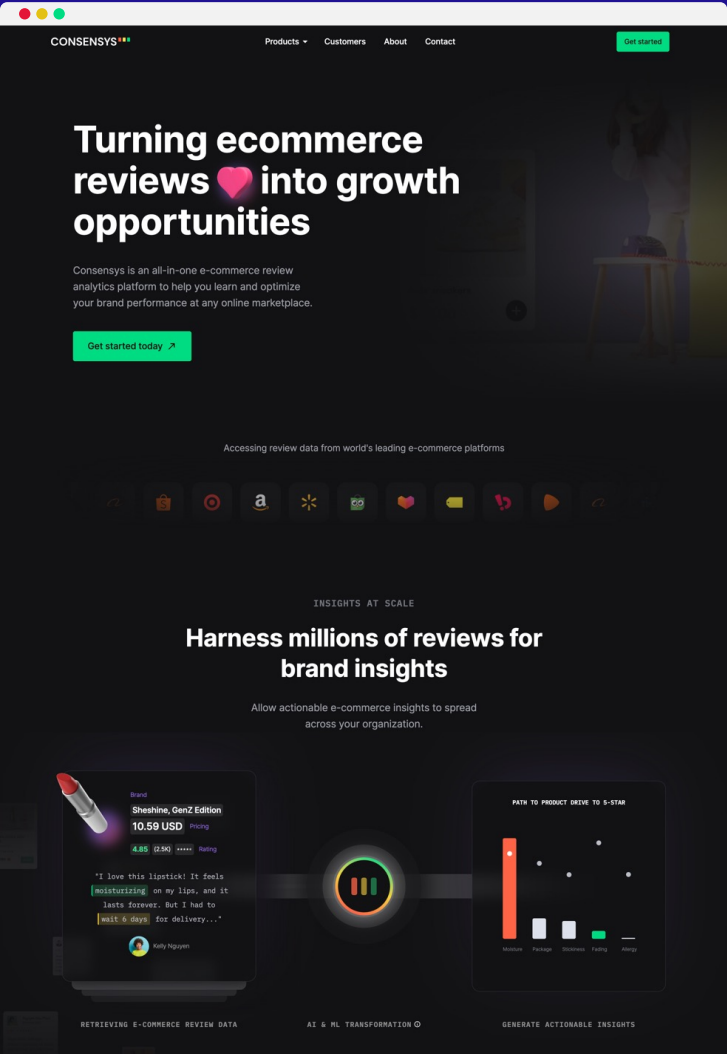 CONSENSYS
Products Customers About Contact
Get started
Turning ecommerce
reviews into growth
opportunities
Consensys is an all-in-one e-commerce review
analytics platform to help you learn and optimize
your brand performance at any online marketplace.
Get started today
Accessing review data from world's leading e-commerce platforms
INSIGHTS AT SCALE
Harness millions of reviews for
brand insights
Allow actionable e-commerce insights to spread
across your organization.
Brand
Sheshine, GenZ Edition
10.59 USD Pricing
4.85 (2.5K) Rating
"I love this lipstick! It feels
moisturizing on my lips, and it
lasts forever. But I had to
wait 6 days for delivery..."
Kelly Nguyen
PATH TO PRODUCT DRIVE TO 5-STAR
Moisture Package Stickiness Fading Allergy
RETRIEVING E-COMMERCE REVIEW DATA
AI & ML TRANSFORMATION
GENERATE ACTIONABLE INSIGHTS